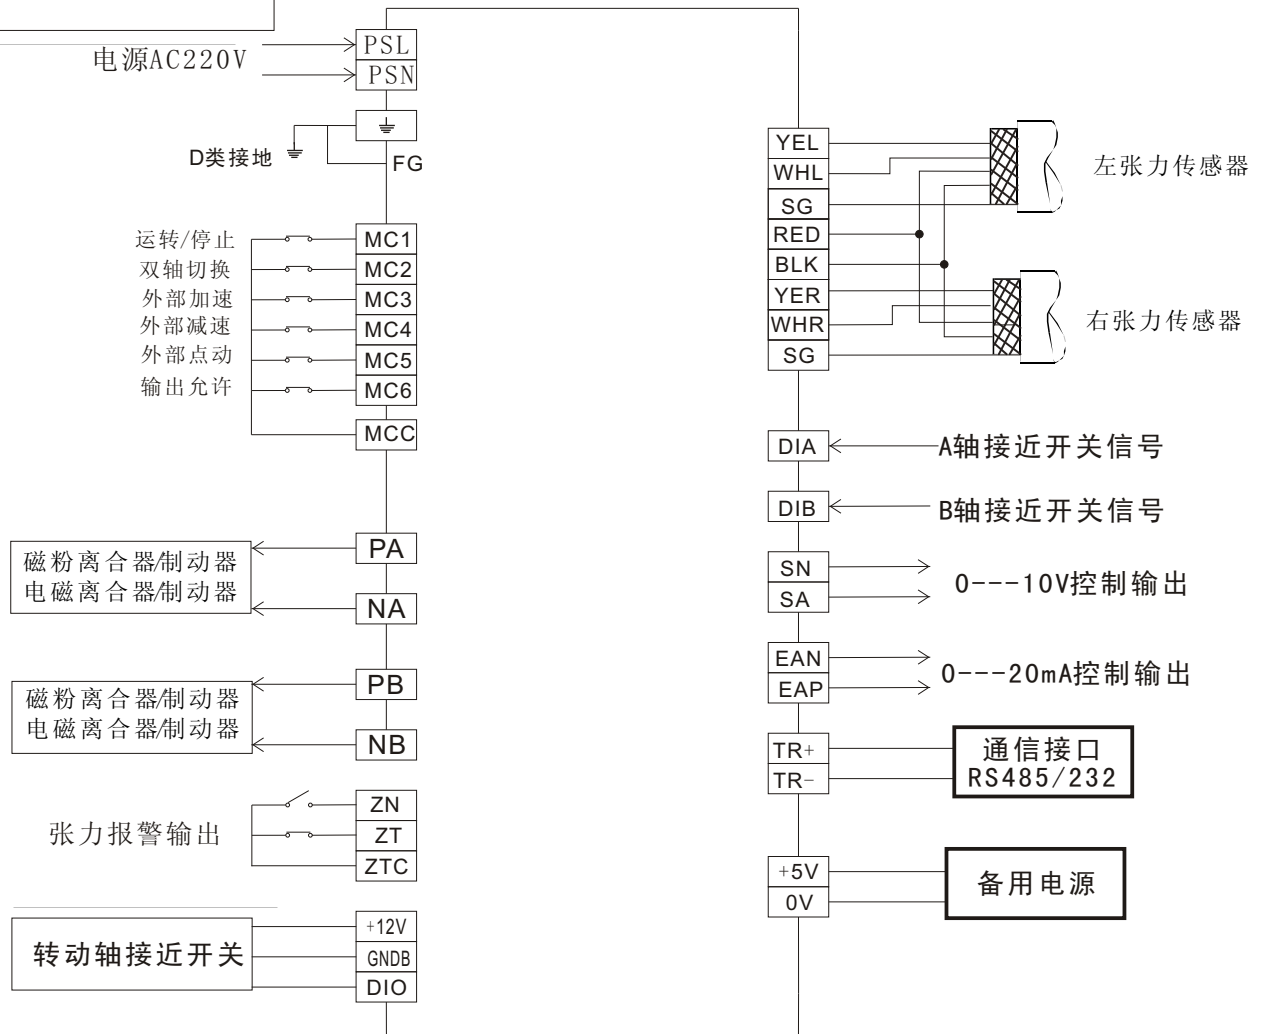 电源AC220V
PSL
PSN
D类接地
FG
运转/停止
MC1
双轴切换
MC2
外部加速
MC3
外部减速
MC4
外部点动
MC5
输出允许
MC6
MCC
磁粉离合器/制动器
电磁离合器/制动器
PA
NA
磁粉离合器/制动器
电磁离合器/制动器
PB
NB
张力报警输出
ZN
ZT
ZTC
转动轴接近开关
+12V
GNDB
DIO
YEL
WHL
SG
RED
BLK
YER
WHR
SG
左张力传感器
右张力传感器
DIA
A轴接近开关信号
DIB
B轴接近开关信号
SN
SA
0---10V控制输出
EAN
EAP
0---20mA控制输出
TR+
TR-
通信接口
RS485/232
+5V
0V
备用电源